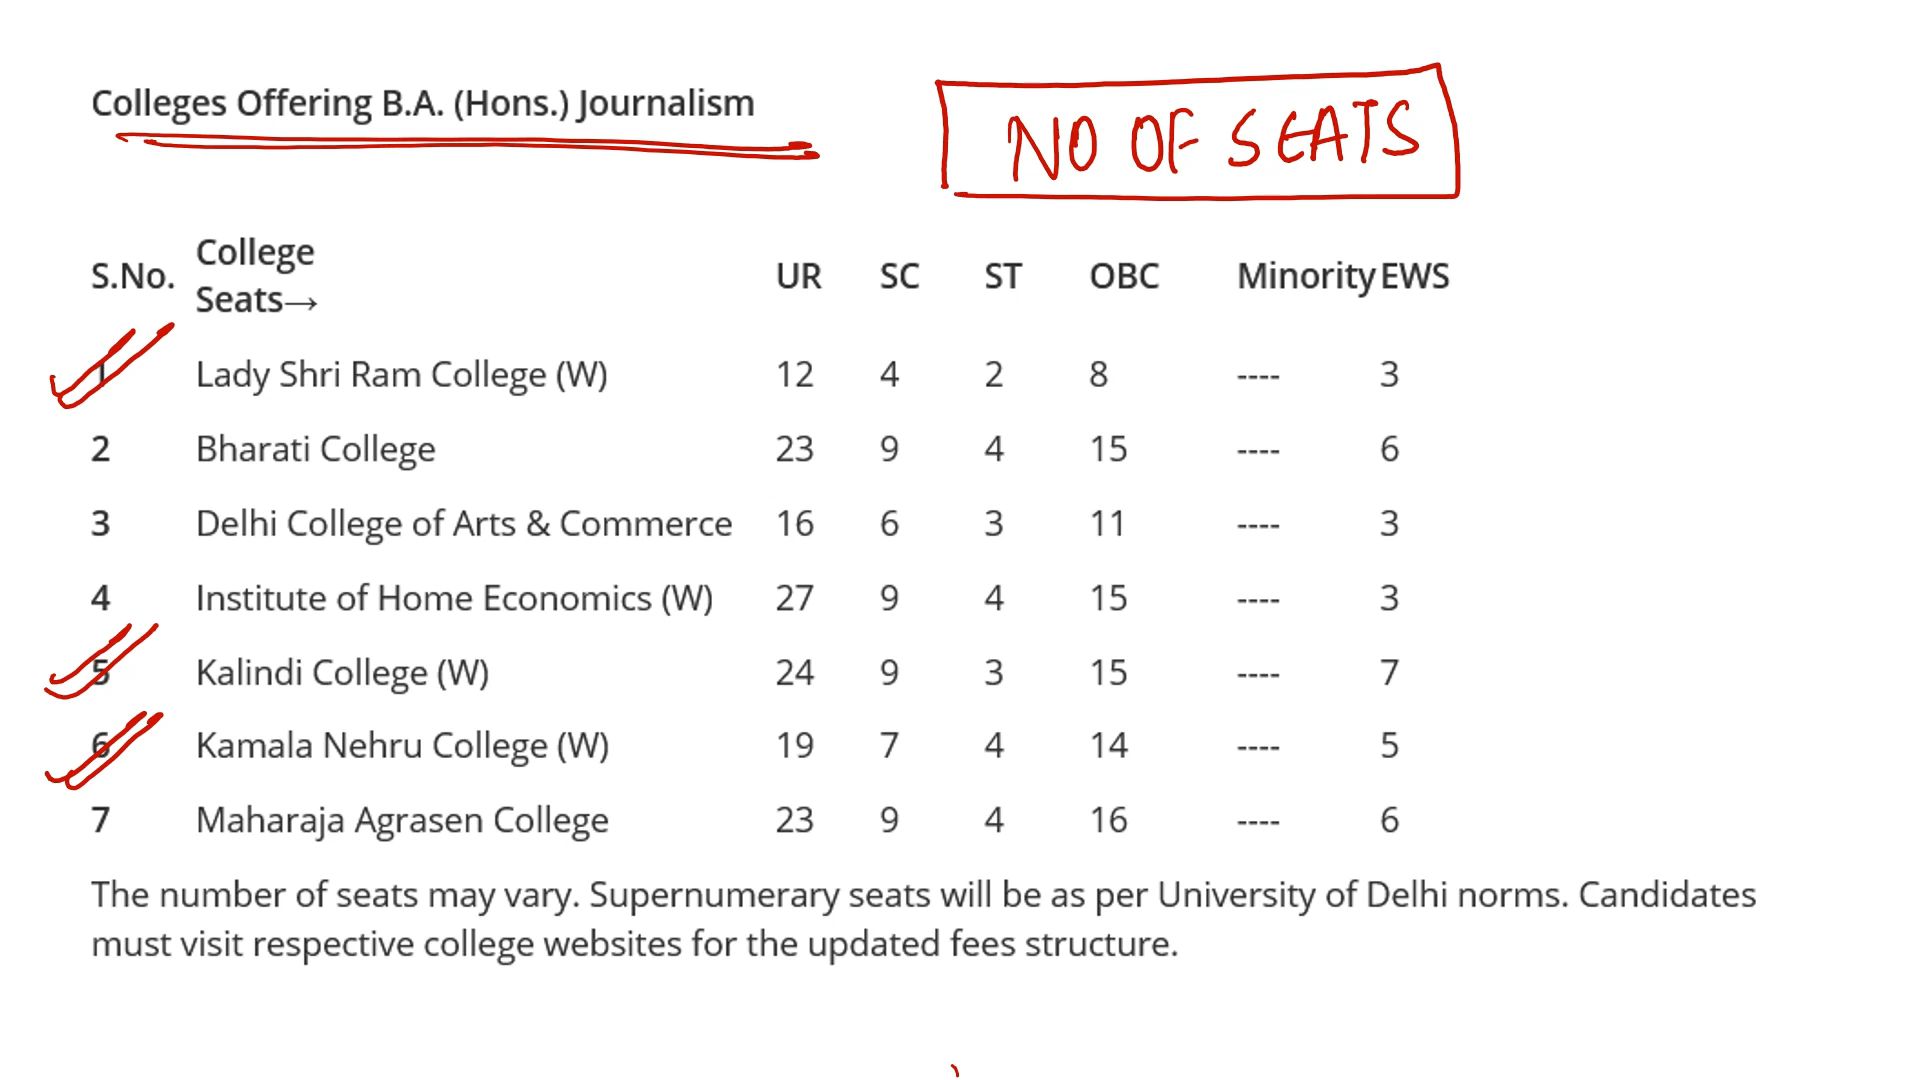 Colleges Offering B.A. (Hons.) Journalism
NO OF SEATS
S.No. College Seats→ UR SC ST OBC Minority EWS
1 Lady Shri Ram College (W) 12 4 2 8 ---- 3
2 Bharati College 23 9 4 15 ---- 6
3 Delhi College of Arts & Commerce 16 6 3 11 ---- 3
4 Institute of Home Economics (W) 27 9 4 15 ---- 3
5 Kalindi College (W) 24 9 3 15 ---- 7
6 Kamala Nehru College (W) 19 7 4 14 ---- 5
7 Maharaja Agrasen College 23 9 4 16 ---- 6
The number of seats may vary. Supernumerary seats will be as per University of Delhi norms. Candidates
must visit respective college websites for the updated fees structure.